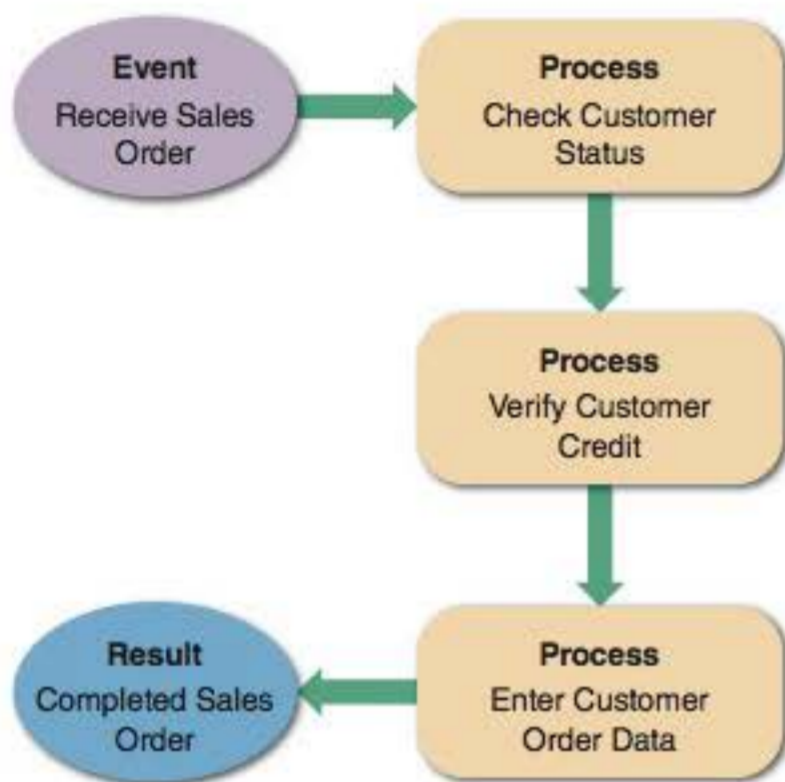 Event
Receive Sales
Order
Process
Check Customer
Status
Process
Verify Customer
Credit
Process
Enter Customer
Order Data
Result
Completed Sales
Order